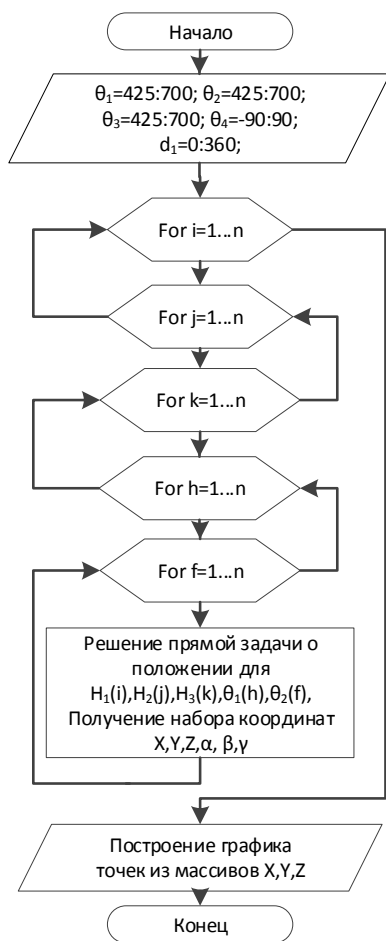 Начало
θ₁=425:700; θ₂=425:700;
θ₃=425:700; θ₄=-90:90;
d₁=0:360;
For i=1...n
For j=1...n
For k=1...n
For h=1...n
For f=1...n
Решение прямой задачи о
положении для
H₁(i),H₂(j),H₃(k),θ₁(h),θ₂(f),
Получение набора координат
X,Y,Z,α, β,γ
Построение графика
точек из массивов X,Y,Z
Конец